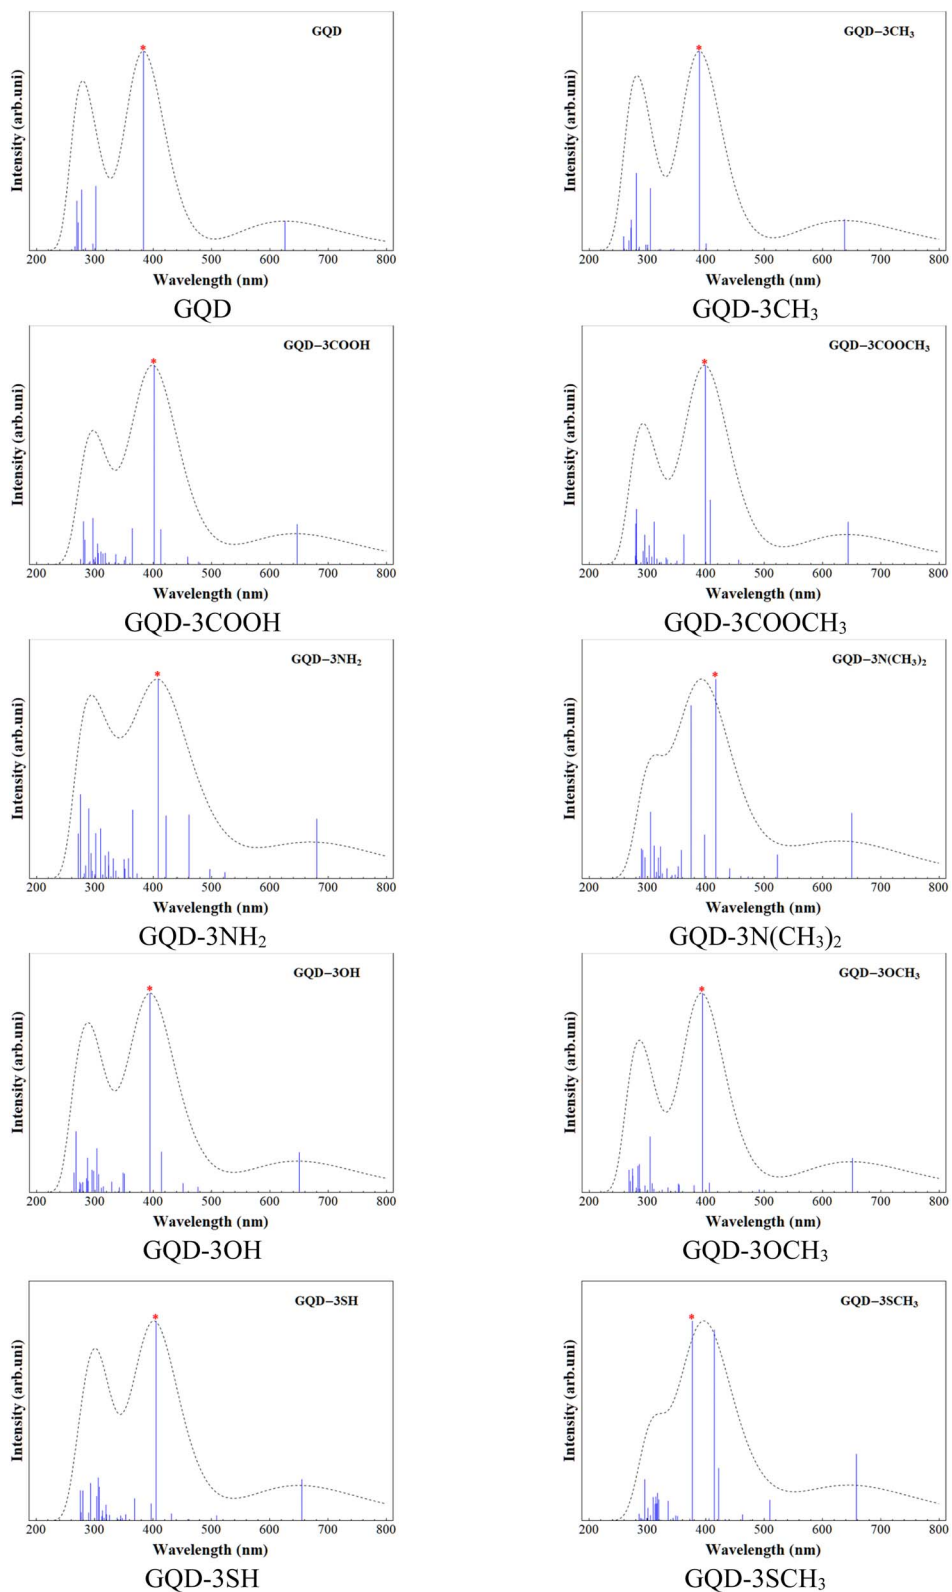 GQD
Intensity (arb.uni)
*
200 300 400 500 600 700 800
Wavelength (nm)
GQD
GQD−3CH₃
Intensity (arb.uni)
*
200 300 400 500 600 700 800
Wavelength (nm)
GQD-3CH₃
GQD−3COOH
Intensity (arb.uni)
*
200 300 400 500 600 700 800
Wavelength (nm)
GQD-3COOH
GQD−3COOCH₃
Intensity (arb.uni)
*
200 300 400 500 600 700 800
Wavelength (nm)
GQD-3COOCH₃
GQD−3NH₂
Intensity (arb.uni)
*
200 300 400 500 600 700 800
Wavelength (nm)
GQD-3NH₂
GQD−3N(CH₃)₂
Intensity (arb.uni)
*
200 300 400 500 600 700 800
Wavelength (nm)
GQD-3N(CH₃)₂
GQD−3OH
Intensity (arb.uni)
*
200 300 400 500 600 700 800
Wavelength (nm)
GQD-3OH
GQD−3OCH₃
Intensity (arb.uni)
*
200 300 400 500 600 700 800
Wavelength (nm)
GQD-3OCH₃
GQD−3SH
Intensity (arb.uni)
*
200 300 400 500 600 700 800
Wavelength (nm)
GQD-3SH
GQD−3SCH₃
Intensity (arb.uni)
*
200 300 400 500 600 700 800
Wavelength (nm)
GQD-3SCH₃